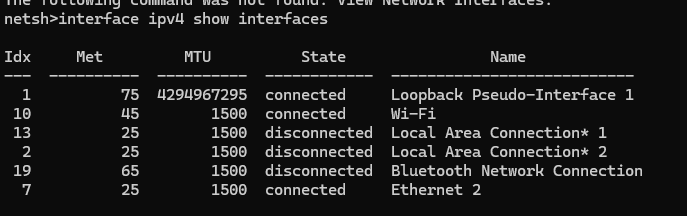 The following command was not found: View Network Interfaces.
netsh>interface ipv4 show interfaces
Idx     Met         MTU          State                Name
---  ----------  ----------  ------------  ---------------------------
  1          75  4294967295  connected     Loopback Pseudo-Interface 1
 10          45        1500  connected     Wi-Fi
 13          25        1500  disconnected  Local Area Connection* 1
  2          25        1500  disconnected  Local Area Connection* 2
 19          65        1500  disconnected  Bluetooth Network Connection
  7          25        1500  connected     Ethernet 2